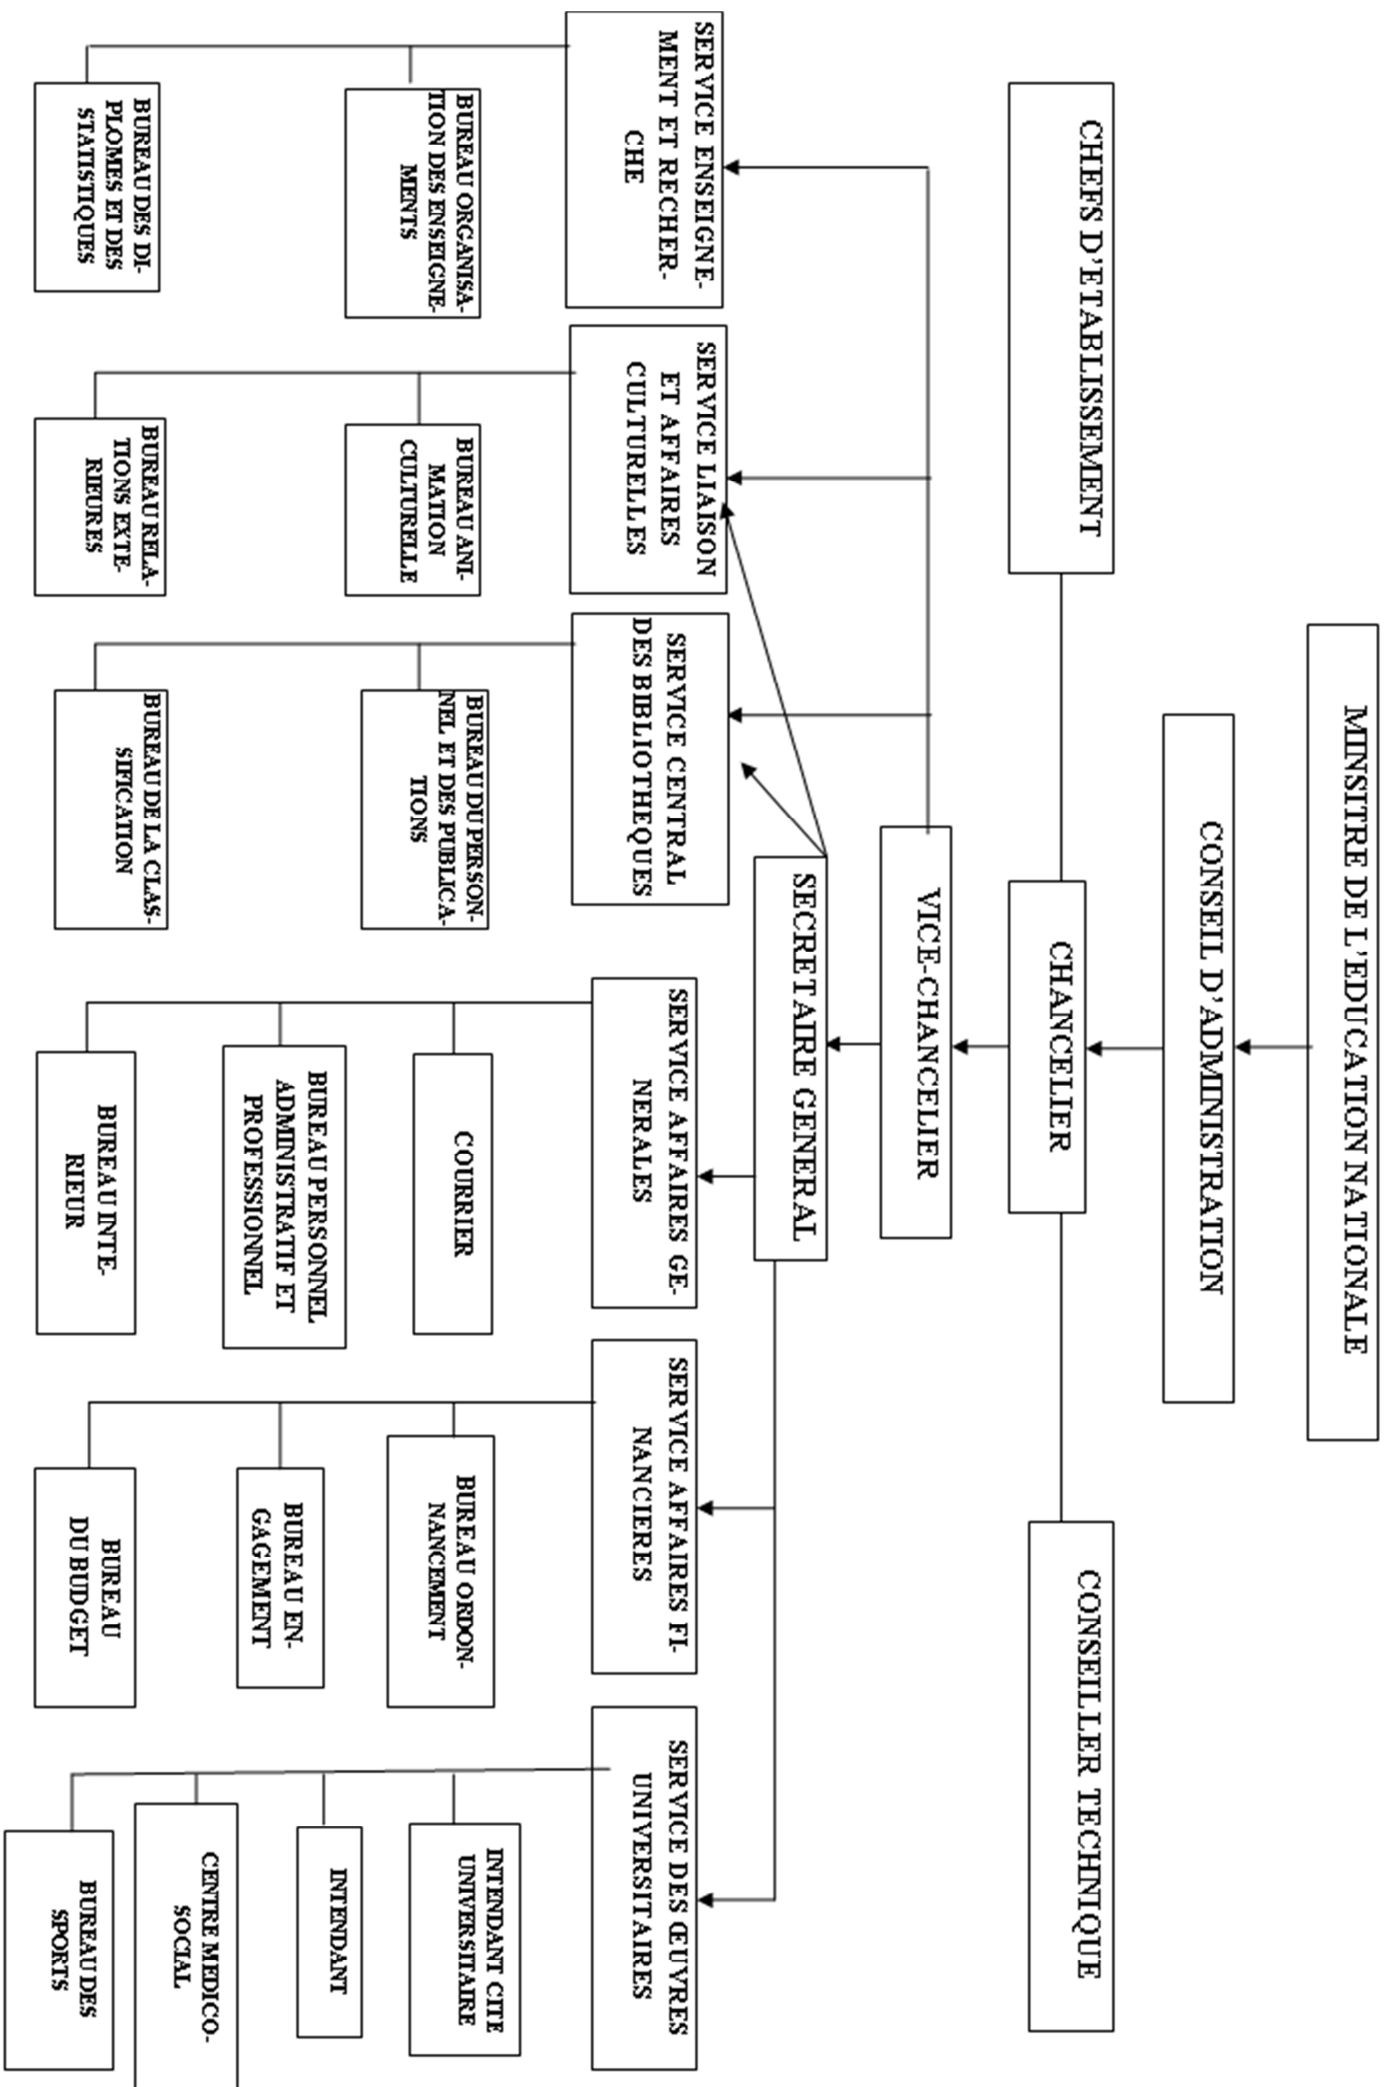 MINSITRE DE L'EDUCATION NATIONALE
CONSEIL D'ADMINISTRATION
CHEFS D'ETABLISSEMENT
CHANCELIER
CONSEILLER TECHNIQUE
VICE-CHANCELIER
SECRETAIRE GENERAL
SERVICE ENSEIGNE-
MENT ET RECHER-
CHE
SERVICE LIAISON
ET AFFAIRES
CULTURELLES
SERVICE CENTRAL
DES BIBLIOTHEQUES
SERVICE AFFAIRES GE-
NERALES
SERVICE AFFAIRES FI-
NANCIERES
SERVICE DES ŒUVRES
UNIVERSITAIRES
BUREAU ORGANISA-
TION DES ENSEIGNE-
MENTS
BUREAU ANI-
MATION
CULTURELLE
BUREAU DU PERSON-
NEL ET DES PUBLICA-
TIONS
COURRIER
BUREAU ORDON-
NANCEMENT
INTENDANT CITE
UNIVERSITAIRE
BUREAU PERSONNEL
ADMINISTRATIF ET
PROFESSIONNEL
BUREAU EN-
GAGEMENT
INTENDANT
CENTRE MEDICO-
SOCIAL
BUREAU DES DI-
PLOMES ET DES
STATISTIQUES
BUREAU RELA-
TIONS EXTE-
RIEURES
BUREAU DE LA CLAS-
SIFICATION
BUREAU INTE-
RIEUR
BUREAU
DU BUDGET
BUREAU DES
SPORTS